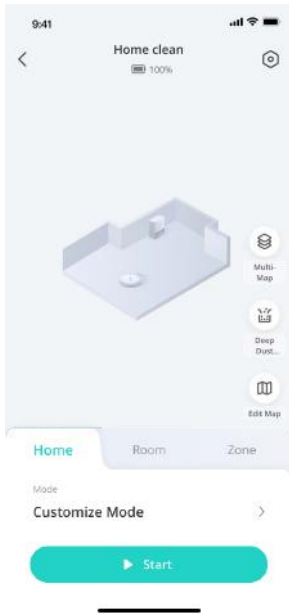 9:41
Home clean
100%
Multi-
Map
Deep
Dust...
Edit Map
Home Room Zone
Mode
Customize Mode
Start